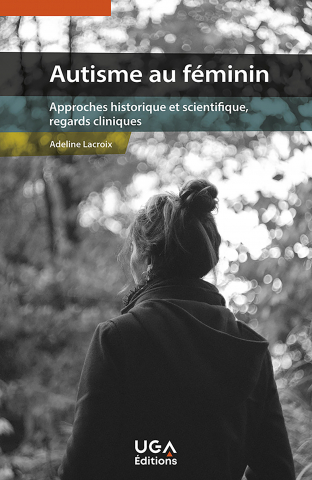 Autisme au féminin
Approches historique et scientifique,
regards cliniques
Adeline Lacroix
UGA
Éditions